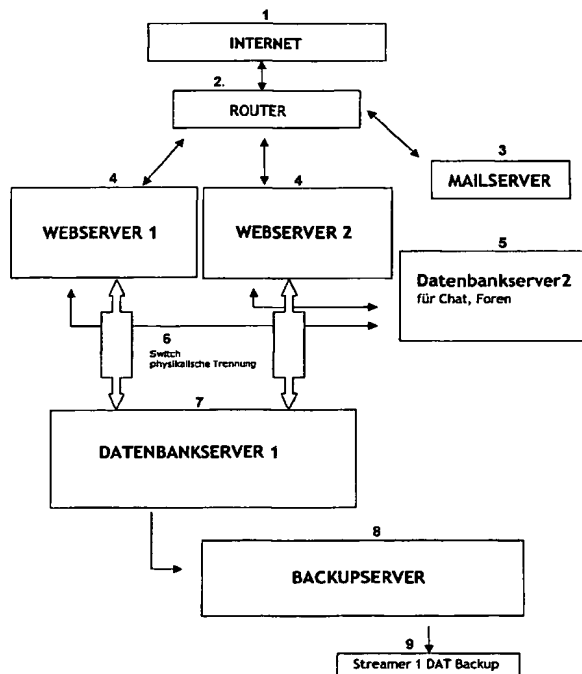 1
INTERNET
2.
ROUTER
3
MAILSERVER
4
WEBSERVER 1
4
WEBSERVER 2
5
Datenbankserver2
für Chat, Foren
6
Switch
physikalische Trennung
7
DATENBANKSERVER 1
8
BACKUPSERVER
9
Streamer 1 DAT Backup